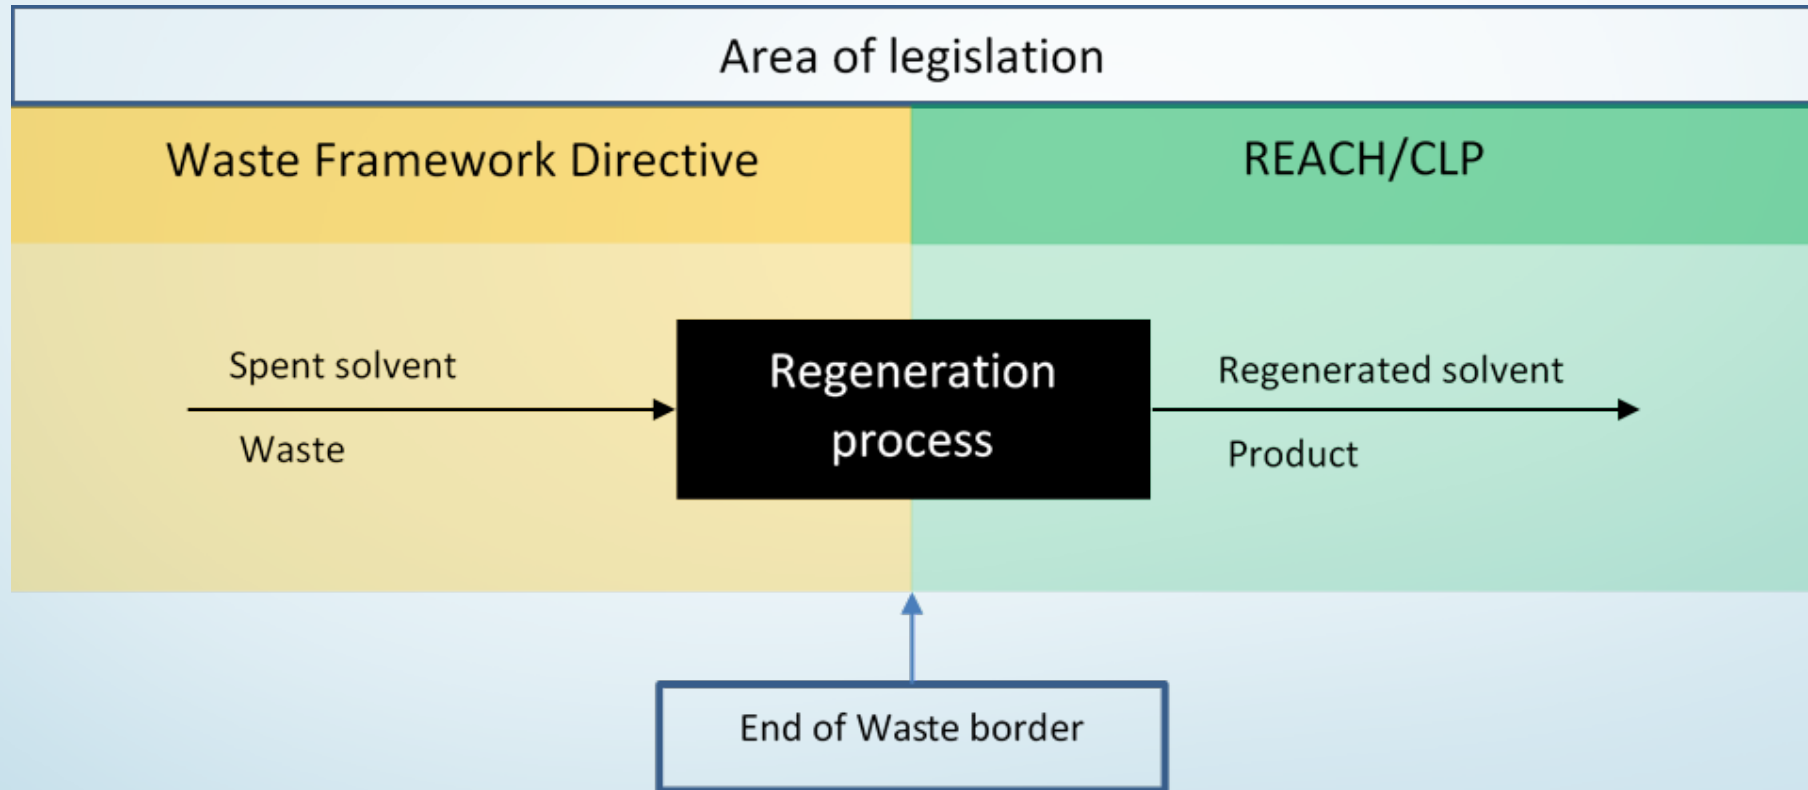 Area of legislation
Waste Framework Directive
REACH/CLP
Spent solvent
Waste
Regeneration
process
Regenerated solvent
Product
End of Waste border